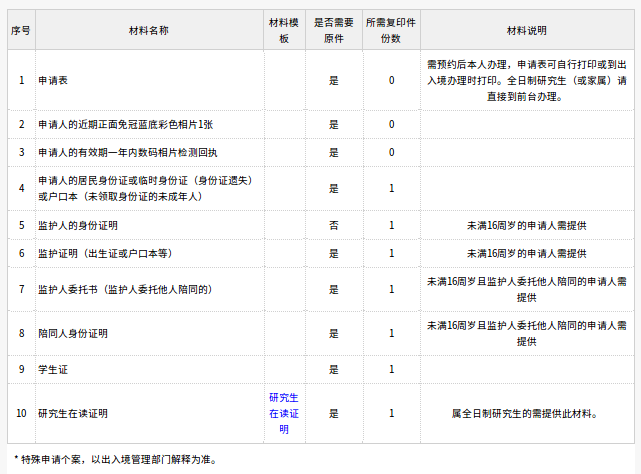 序号 材料名称 材料模板 是否需要原件 所需复印件份数 材料说明
1 申请表 是 0 需预约后本人办理，申请表可自行打印或到出入境办理时打印。全日制研究生（或家属）请直接到前台办理。
2 申请人的近期正面免冠蓝底彩色相片1张 是 0
3 申请人的有效期一年内数码相片检测回执 是 0
4 申请人的居民身份证或临时身份证（身份证遗失）或户口本（未领取身份证的未成年人） 是 1
5 监护人的身份证明 否 1 未满16周岁的申请人需提供
6 监护证明（出生证或户口本等） 是 1 未满16周岁的申请人需提供
7 监护人委托书（监护人委托他人陪同的） 是 1 未满16周岁且监护人委托他人陪同的申请人需提供
8 陪同人身份证明 是 1 未满16周岁且监护人委托他人陪同的申请人需提供
9 学生证 是 1
10 研究生在读证明 研究生在读证明 是 1 属全日制研究生的需提供此材料。
* 特殊申请个案，以出入境管理部门解释为准。